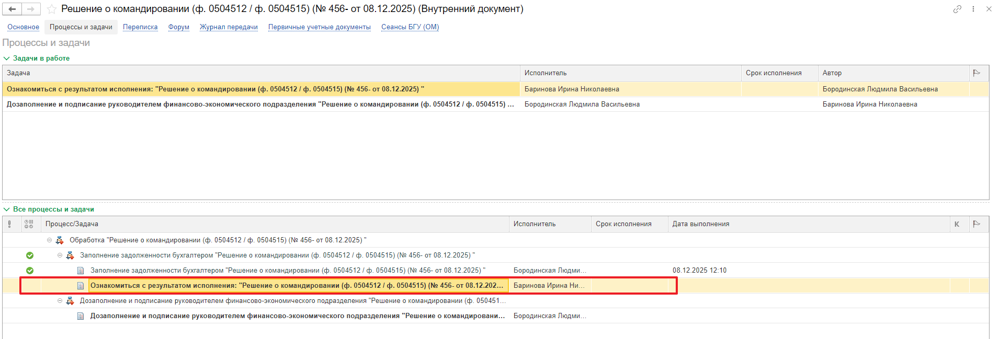 Решение о командировании (ф. 0504512 / ф. 0504515) (№ 456- от 08.12.2025) (Внутренний документ)
Основное Процессы и задачи Переписка Форум Журнал передачи Первичные учетные документы Сеансы БГУ (ОМ)
Процессы и задачи
Задачи в работе
Задача Исполнитель Срок исполнения Автор
Ознакомиться с результатом исполнения: "Решение о командировании (ф. 0504512 / ф. 0504515) (№ 456- от 08.12.2025) " Баринова Ирина Николаевна Бородинская Людмила Васильевна
Дозаполнение и подписание руководителем финансово-экономического подразделения "Решение о командировании (ф. 0504512 / ф. 0504515) ... Бородинская Людмила Васильевна Баринова Ирина Николаевна
Все процессы и задачи
Процесс/Задача Исполнитель Срок исполнения Дата выполнения К
Обработка "Решение о командировании (ф. 0504512 / ф. 0504515) (№ 456- от 08.12.2025) "
Заполнение задолженности бухгалтером "Решение о командировании (ф. 0504512 / ф. 0504515) (№ 456- от 08.12.2025) "
Заполнение задолженности бухгалтером "Решение о командировании (ф. 0504512 / ф. 0504515) (№ 456- от 08.12.2025) " Бородинская Людми... 08.12.2025 12:10
Ознакомиться с результатом исполнения: "Решение о командировании (ф. 0504512 / ф. 0504515) (№ 456- от 08.12.202... Баринова Ирина Ни...
Дозаполнение и подписание руководителем финансово-экономического подразделения "Решение о командировании (ф. 050451...
Дозаполнение и подписание руководителем финансово-экономического подразделения "Решение о командировани... Бородинская Людми...